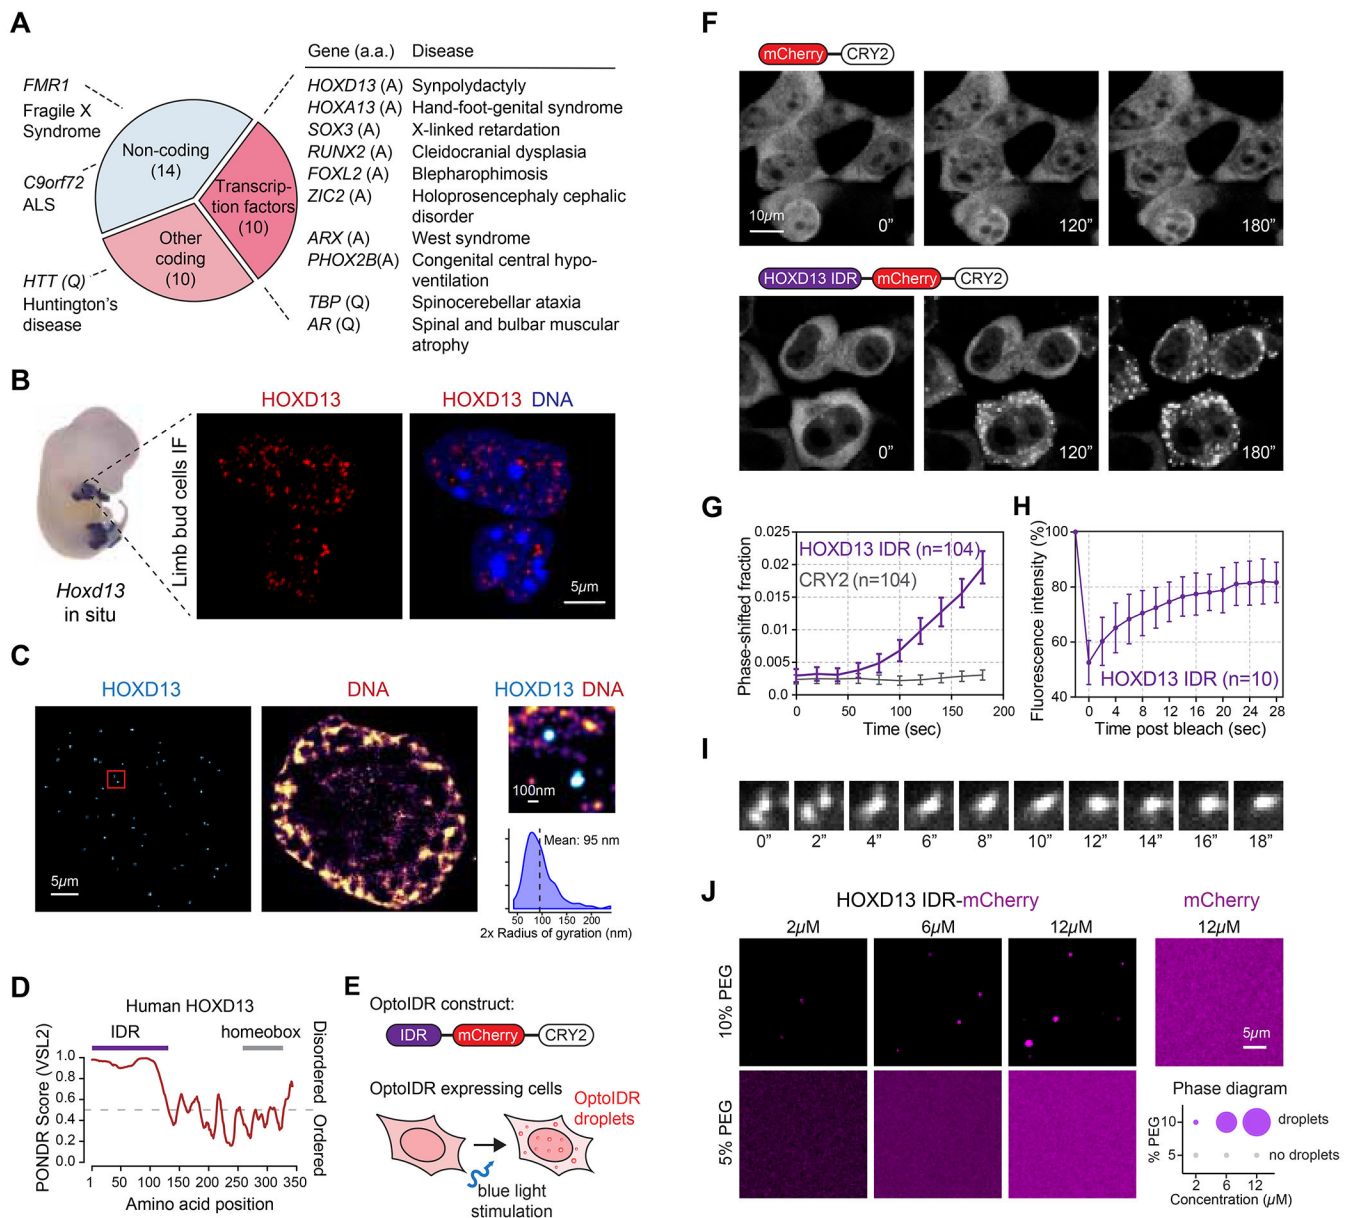 A
Gene (a.a.) Disease
FMR1
Fragile X
Syndrome
C9orf72
ALS
HTT (Q)
Huntington's
disease
Non-coding
(14)
Transcrip-
tion factors
(10)
Other
coding
(10)
HOXD13 (A) Synpolydactyly
HOXA13 (A) Hand-foot-genital syndrome
SOX3 (A) X-linked retardation
RUNX2 (A) Cleidocranial dysplasia
FOXL2 (A) Blepharophimosis
ZIC2 (A) Holoprosencephaly cephalic
disorder
ARX (A) West syndrome
PHOX2B(A) Congenital central hypo-
ventilation
TBP (Q) Spinocerebellar ataxia
AR (Q) Spinal and bulbar muscular
atrophy
B
Hoxd13
in situ
Limb bud cells IF
HOXD13
HOXD13 DNA
5µm
C
HOXD13
DNA
HOXD13 DNA
5µm
100nm
Mean: 95 nm
50 100 150 200
2x Radius of gyration (nm)
D
Human HOXD13
IDR homeobox
PONDR Score (VSL2)
1.0
0.8
0.6
0.4
0.2
0.0
Disordered
Ordered
1 50 100 150 200 250 300 350
Amino acid position
E
OptoIDR construct:
IDR mCherry CRY2
OptoIDR expressing cells
OptoIDR
droplets
blue light
stimulation
F
mCherry CRY2
10µm
0”
120”
180”
HOXD13 IDR mCherry CRY2
0”
120”
180”
G
Phase-shifted fraction
0.025
0.02
0.015
0.01
0.005
0.0
HOXD13 IDR (n=104)
CRY2 (n=104)
0 50 100 150 200
Time (sec)
H
Fluorescence intensity (%)
100
80
60
40
HOXD13 IDR (n=10)
0 4 8 12 16 20 24 28
Time post bleach (sec)
I
0” 2” 4” 6” 8” 10” 12” 14” 16” 18”
J
HOXD13 IDR-mCherry
mCherry
2µM 6µM 12µM 12µM
10% PEG
5% PEG
5µm
Phase diagram
% PEG
10
5
droplets
no droplets
2 6 12
Concentration (µM)